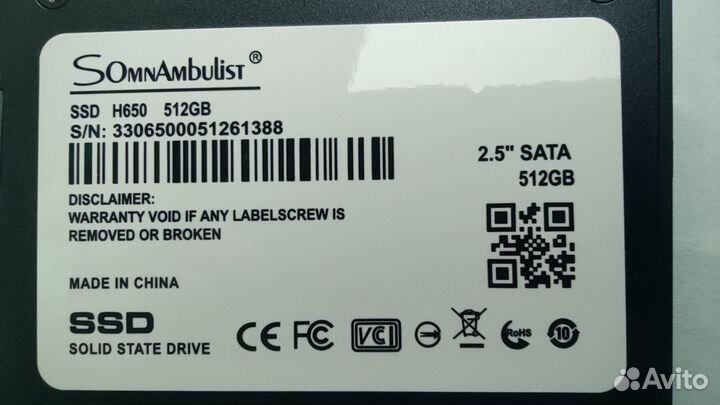 SOMNAMBULIST ®
SSD H650 512GB
S/N: 3306500051261388
2.5" SATA
512GB
DISCLAIMER:
WARRANTY VOID IF ANY LABELSCREW IS
REMOVED OR BROKEN
MADE IN CHINA
SSD
SOLID STATE DRIVE
CE FC VCI RoHS 10
Avito